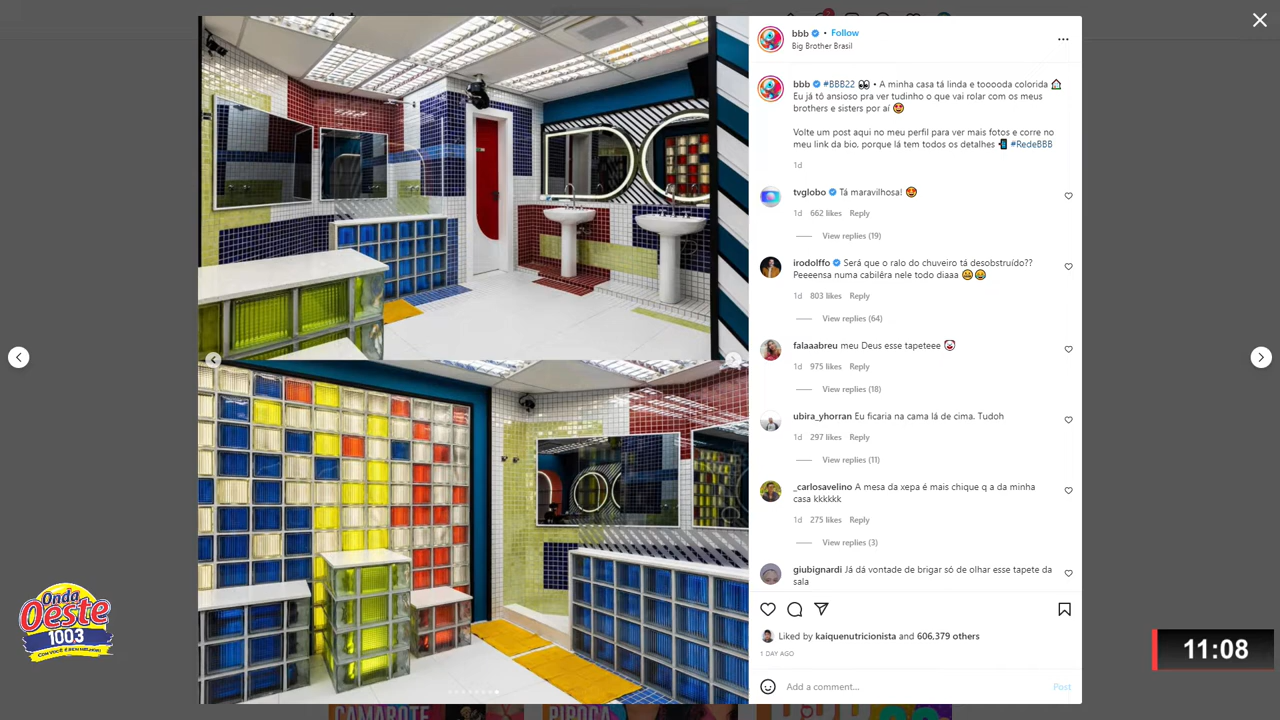 bbb • Follow
Big Brother Brasil
bbb #BBB22 👀 • A minha casa tá linda e tooooda colorida 🏠
Eu já tô ansioso pra ver tudinho o que vai rolar com os meus
brothers e sisters por aí 😍
Volte um post aqui no meu perfil para ver mais fotos e corre no
meu link da bio, porque lá tem todos os detalhes 📲 #RedeBBB
1d
tvglobo Tá maravilhosa! 😍
1d 662 likes Reply
View replies (19)
irodolffo Será que o ralo do chuveiro tá desobstruído??
Peeeensa numa cabilêra nele todo diaaa 😂😂
1d 803 likes Reply
View replies (64)
falaaabreu meu Deus esse tapeteee 🤡
1d 975 likes Reply
View replies (18)
ubira_yhorran Eu ficaria na cama lá de cima. Tudoh
1d 297 likes Reply
View replies (11)
_carlosavelino A mesa da xepa é mais chique q a da minha
casa kkkkkk
1d 275 likes Reply
View replies (3)
giubignardi Já dá vontade de brigar só de olhar esse tapete da
sala
Liked by kaiquenutricionista and 606,379 others
1 DAY AGO
Add a comment...
Post
Onda
Oeste
1003
COM VOCÊ É BEM MELHOR!
11:08
CAMAROTE
PIPOCA